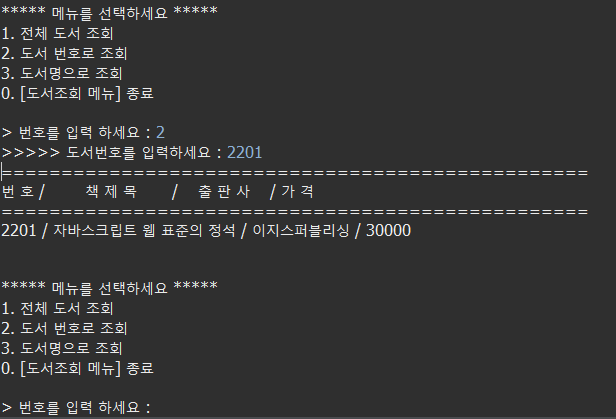 ***** 메뉴를 선택하세요 *****
1. 전체 도서 조회
2. 도서 번호로 조회
3. 도서명으로 조회
0. [도서조회 메뉴] 종료
> 번호를 입력 하세요 : 2
>>>>> 도서번호를 입력하세요 : 2201
==================================================
번 호 / 책 제 목 / 출 판 사 / 가 격
==================================================
2201 / 자바스크립트 웹 표준의 정석 / 이지스퍼블리싱 / 30000
***** 메뉴를 선택하세요 *****
1. 전체 도서 조회
2. 도서 번호로 조회
3. 도서명으로 조회
0. [도서조회 메뉴] 종료
> 번호를 입력 하세요 :